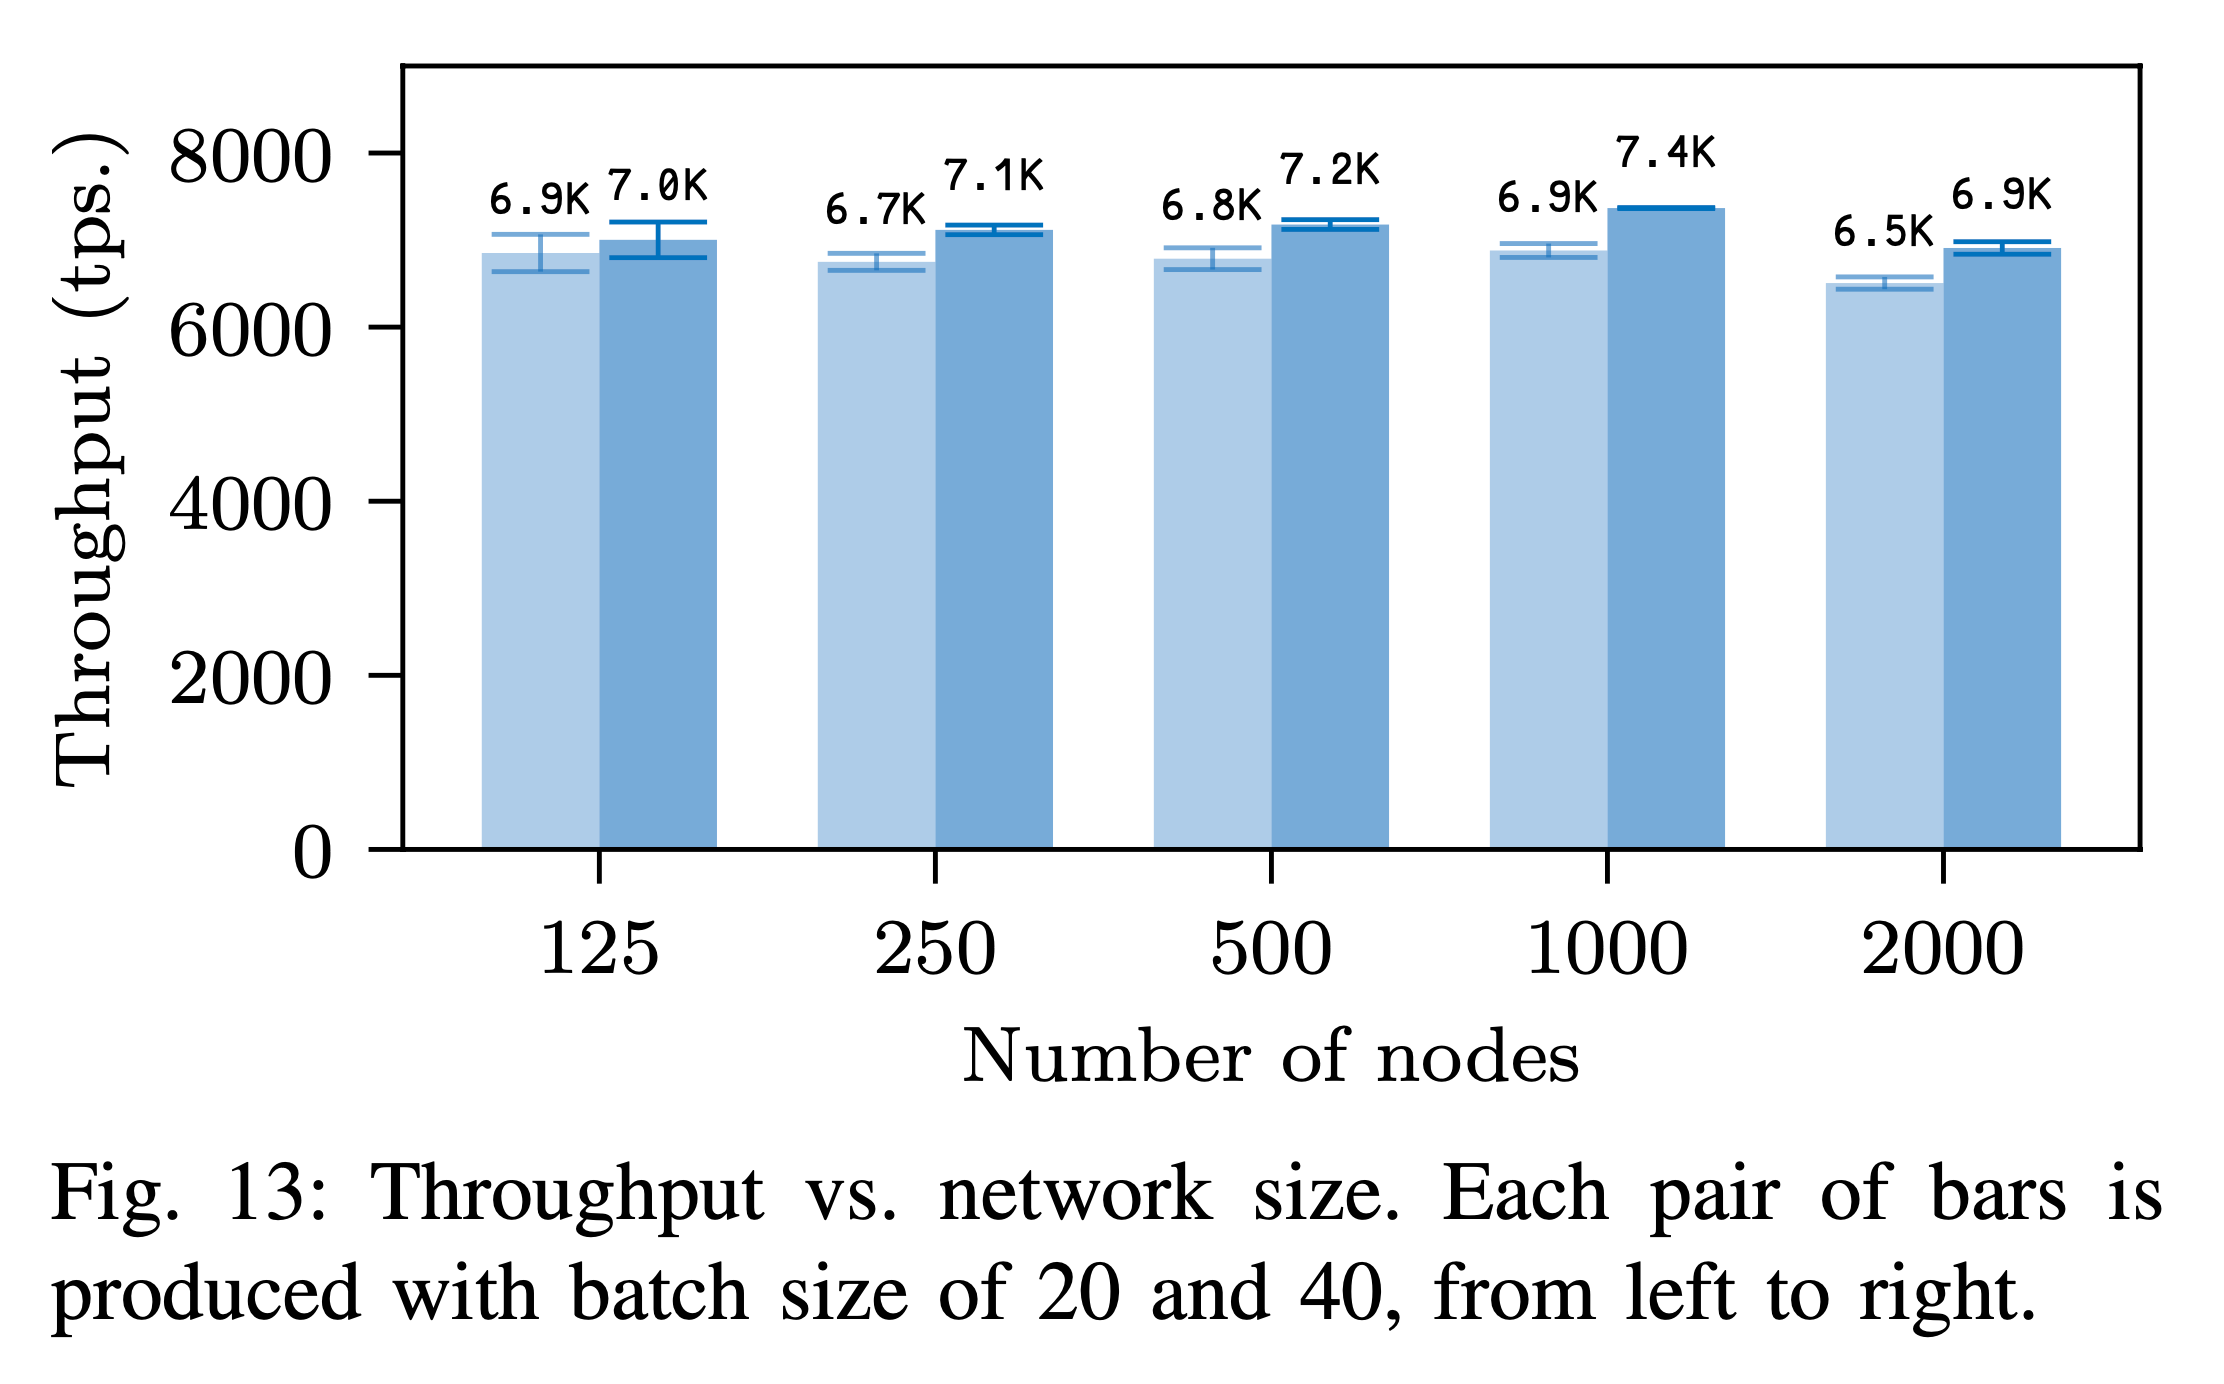 Throughput (tps.)
8000
6000
4000
2000
0
6.9K 7.0K
6.7K 7.1K
6.8K 7.2K
6.9K 7.4K
6.5K 6.9K
125 250 500 1000 2000
Number of nodes
Fig. 13: Throughput vs. network size. Each pair of bars is
produced with batch size of 20 and 40, from left to right.